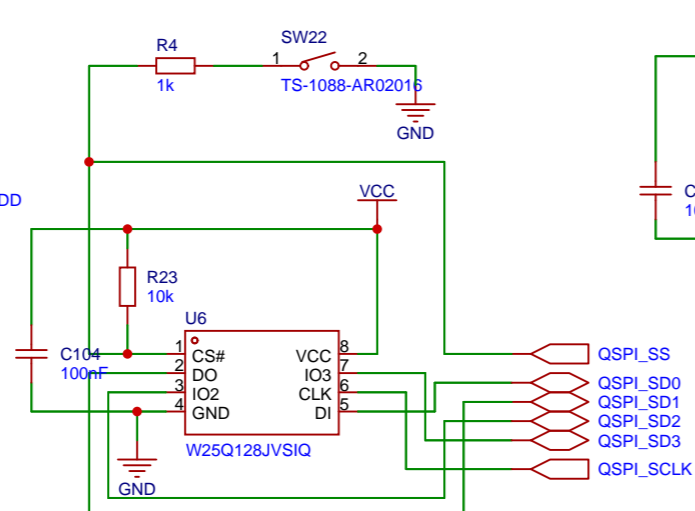 R4
1k
SW22
1
2
TS-1088-AR02016
GND
DD
VCC
C
1
R23
10k
U6
C104
100nF
1
2
3
4
CS#
DO
IO2
GND
VCC
IO3
CLK
DI
8
7
6
5
W25Q128JVSIQ
GND
QSPI_SS
QSPI_SD0
QSPI_SD1
QSPI_SD2
QSPI_SD3
QSPI_SCLK